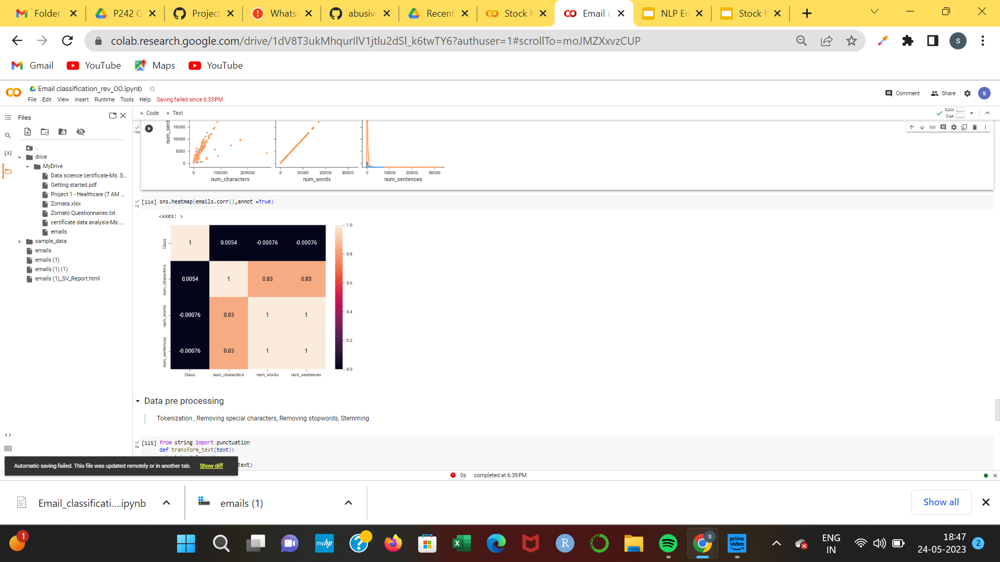 Folder
P242 G
Project
Whats
abusive
Recent
Stock M
Email c
NLP En
Stock M
colab.research.google.com/drive/1dV8T3ukMhqurIlV1jtlu2dSl_k6twTY6?authuser=1#scrollTo=moJMZXxvzCUP
S
Gmail
YouTube
Maps
YouTube
Email classification_rev_00.ipynb
File Edit View Insert Runtime Tools Help Saving failed since 6:33 PM
Comment
Share
S
Files
+ Code + Text
RAM
Disk
..
drive
MyDrive
Data science certificate-Ms. S...
Getting started.pdf
Project 1 - Healthcare (7 AM ...
Zomata.xlsx
Zomato Questionnaires.txt
certificate data analysis-Ms. ...
emails
sample_data
emails
emails (1)
emails (1) (1)
emails (1)_SV_Report.html
16s
num_sent
15000
10000
5000
0
0 100000 200000
num_characters
0 10000 20000 30000
num_words
0 10000 20000 30000
num_sentences
1s
[114] sns.heatmap(emails.corr(),annot =True)
<Axes: >
Class 1 0.0054 -0.00076 -0.00076
num_characters 0.0054 1 0.83 0.83
num_words -0.00076 0.83 1 1
num_sentences -0.00076 0.83 1 1
Class num_characters num_words num_sentences
1.0
0.8
0.6
0.4
0.2
0.0
Data pre processing
Tokenization , Removing special characters, Removing stopwords, Stemming
0s
[115] from string import punctuation
def transform_text(text):
text)
Automatic saving failed. This file was updated remotely or in another tab. Show diff
0s completed at 6:39 PM
Email_classificati....ipynb
emails (1)
Show all
1
myhp
R
prime video
S
ENG
IN
18:47
24-05-2023
2